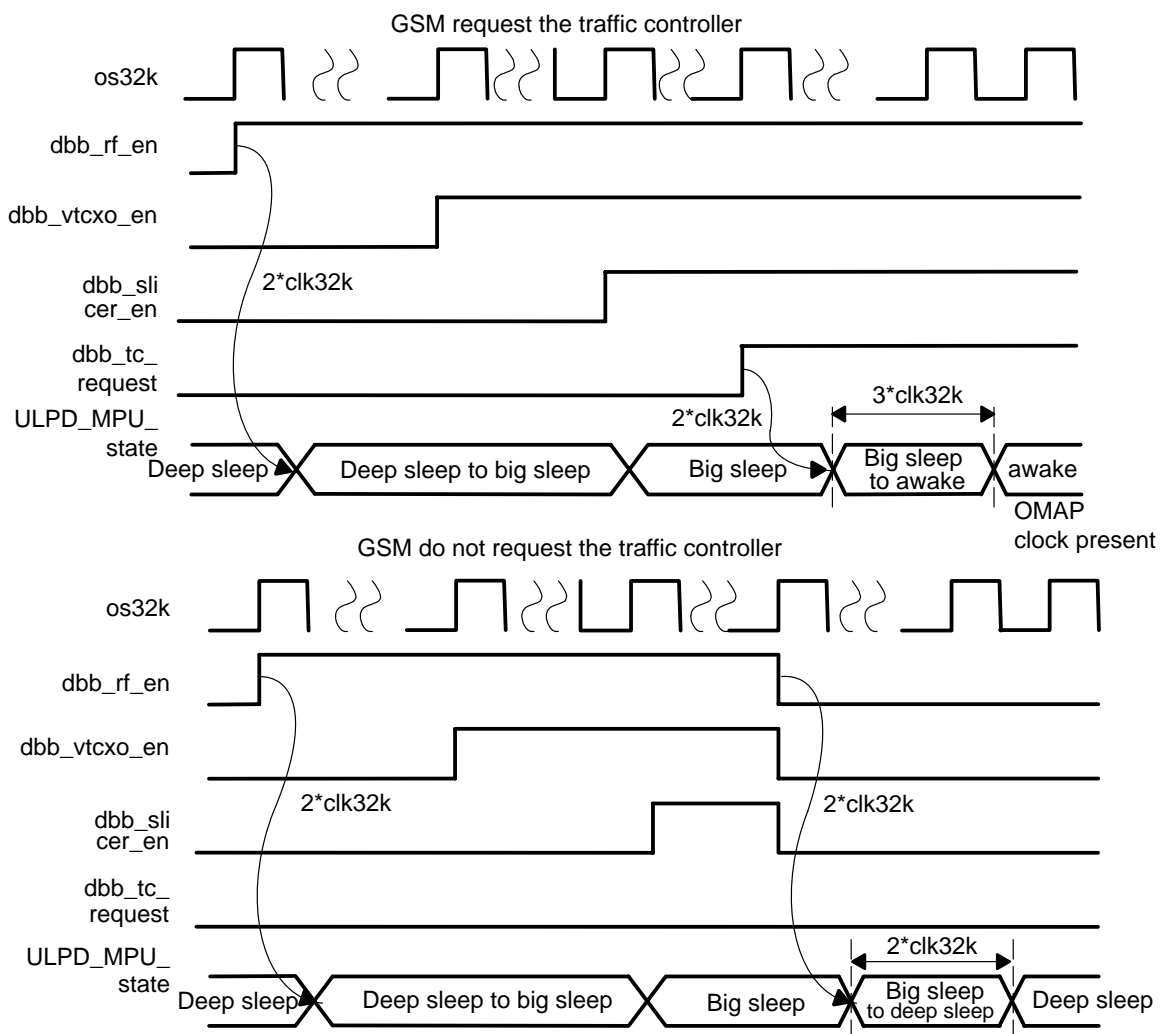 GSM request the traffic controller
os32k
dbb_rf_en
dbb_vtcxo_en
dbb_sli
cer_en
2*clk32k
dbb_tc_
request
2*clk32k
3*clk32k
ULPD_MPU_
state
Deep sleep
Deep sleep to big sleep
Big sleep
Big sleep
to awake
awake
OMAP
clock present
GSM do not request the traffic controller
os32k
dbb_rf_en
dbb_vtcxo_en
2*clk32k
2*clk32k
dbb_sli
cer_en
dbb_tc_
request
2*clk32k
ULPD_MPU_
state
Deep sleep
Deep sleep to big sleep
Big sleep
Big sleep
to deep sleep
Deep sleep